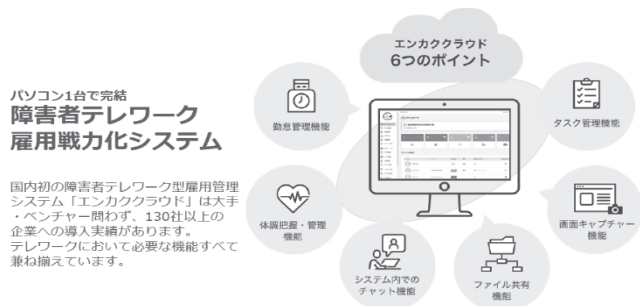 パソコン1台で完結
障害者テレワーク
雇用戦力化システム
国内初の障害者テレワーク型雇用管理
システム「エンカククラウド」は大手
・ベンチャー問わず、130社以上の
企業への導入実績があります。
テレワークにおいて必要な機能すべて
兼ね揃えています。
エンカククラウド
6つのポイント
勤怠管理機能
タスク管理機能
体調把握・管理
機能
画面キャプチャー
機能
システム内での
チャット機能
ファイル共有
機能